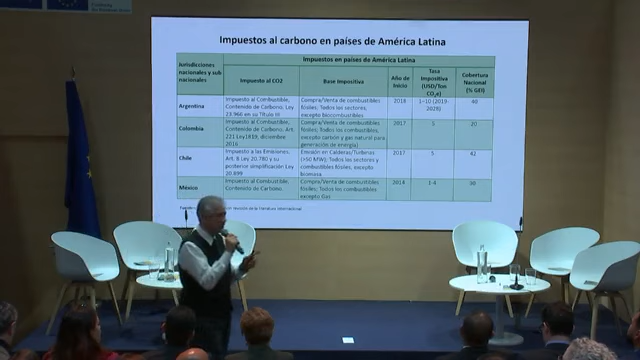 Impuestos al carbono en países de América Latina
Jurisdicciones nacionales y sub nacionales
Impuestos en países de América Latina
Impuesto al CO2
Base Impositiva
Año de Inicio
Tasa Impositiva (USD/Ton CO2e)
Cobertura Nacional (% GEI)
Argentina
Impuesto al Combustible,
Contenido de Carbono. Ley
23.966 en su Título III
Compra/Venta de combustibles
fósiles; Todos los sectores,
excepto biocombustibles
2018
1–10 (2019-
2028)
40
Colombia
Impuesto al Combustible,
Contenido de Carbono. Art.
221 Ley1819, diciembre
2016
Compra/Venta de combustibles
fósiles; Todos los combustibles,
excepto carbón y gas natural para
generación de energía)
2017
5
20
Chile
Impuesto a las Emisiones.
Art. 8 Ley 20.780 y su
posterior simplificación Ley
20.899
Emisión en Calderas/Turbinas
(>50 MW); Todos los sectores y
combustibles fósiles, excepto
biomasa
2017
5
42
México
Impuesto al Combustible,
Contenido de Carbono.
Compra/Venta de combustibles
fósiles; Todos los combustibles
excepto Gas
2014
1-4
revisión de la literatura internacional